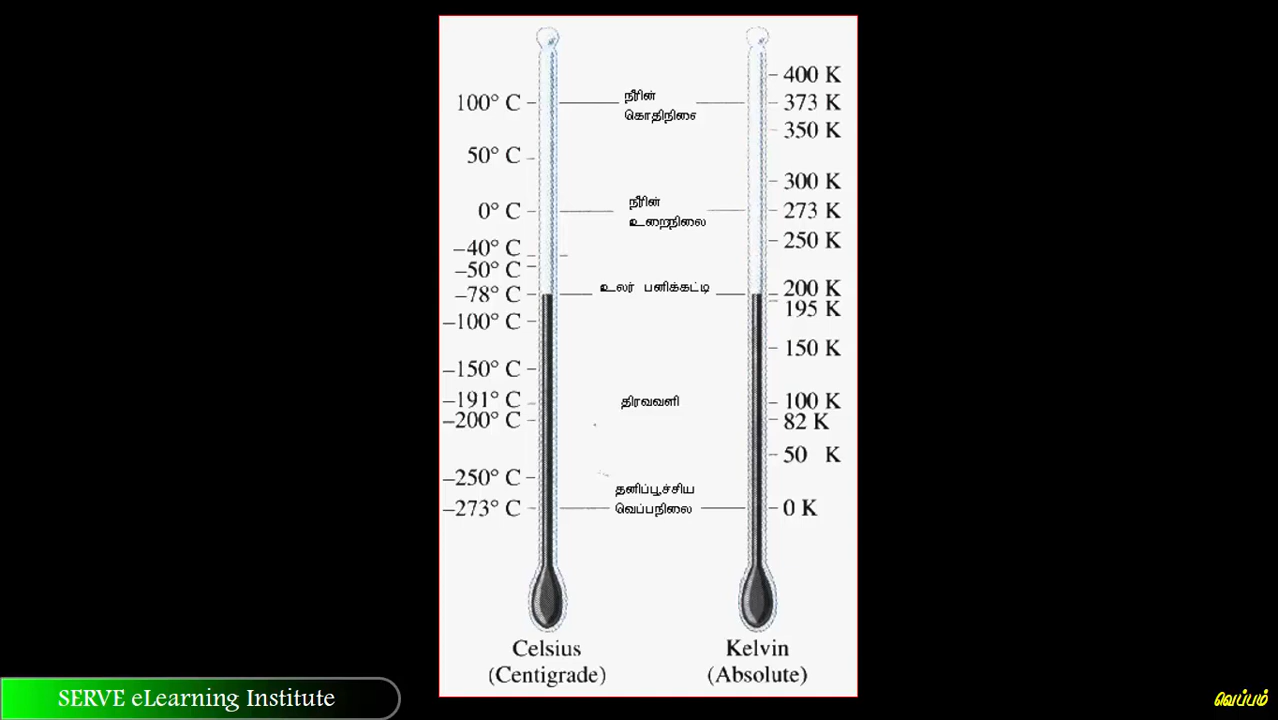 400 K
100° C
நீரின்
கொதிநிலை
373 K
350 K
50° C
300 K
0° C
நீரின்
உறைநிலை
273 K
250 K
–40° C
–50° C
–78° C
உலர் பனிக்கட்டி
200 K
195 K
–100° C
150 K
–150° C
–191° C
திரவவளி
100 K
–200° C
82 K
50 K
–250° C
தனிப்பூச்சிய
வெப்பநிலை
–273° C
0 K
Celsius
(Centigrade)
Kelvin
(Absolute)
SERVE eLearning Institute
வெப்பம்